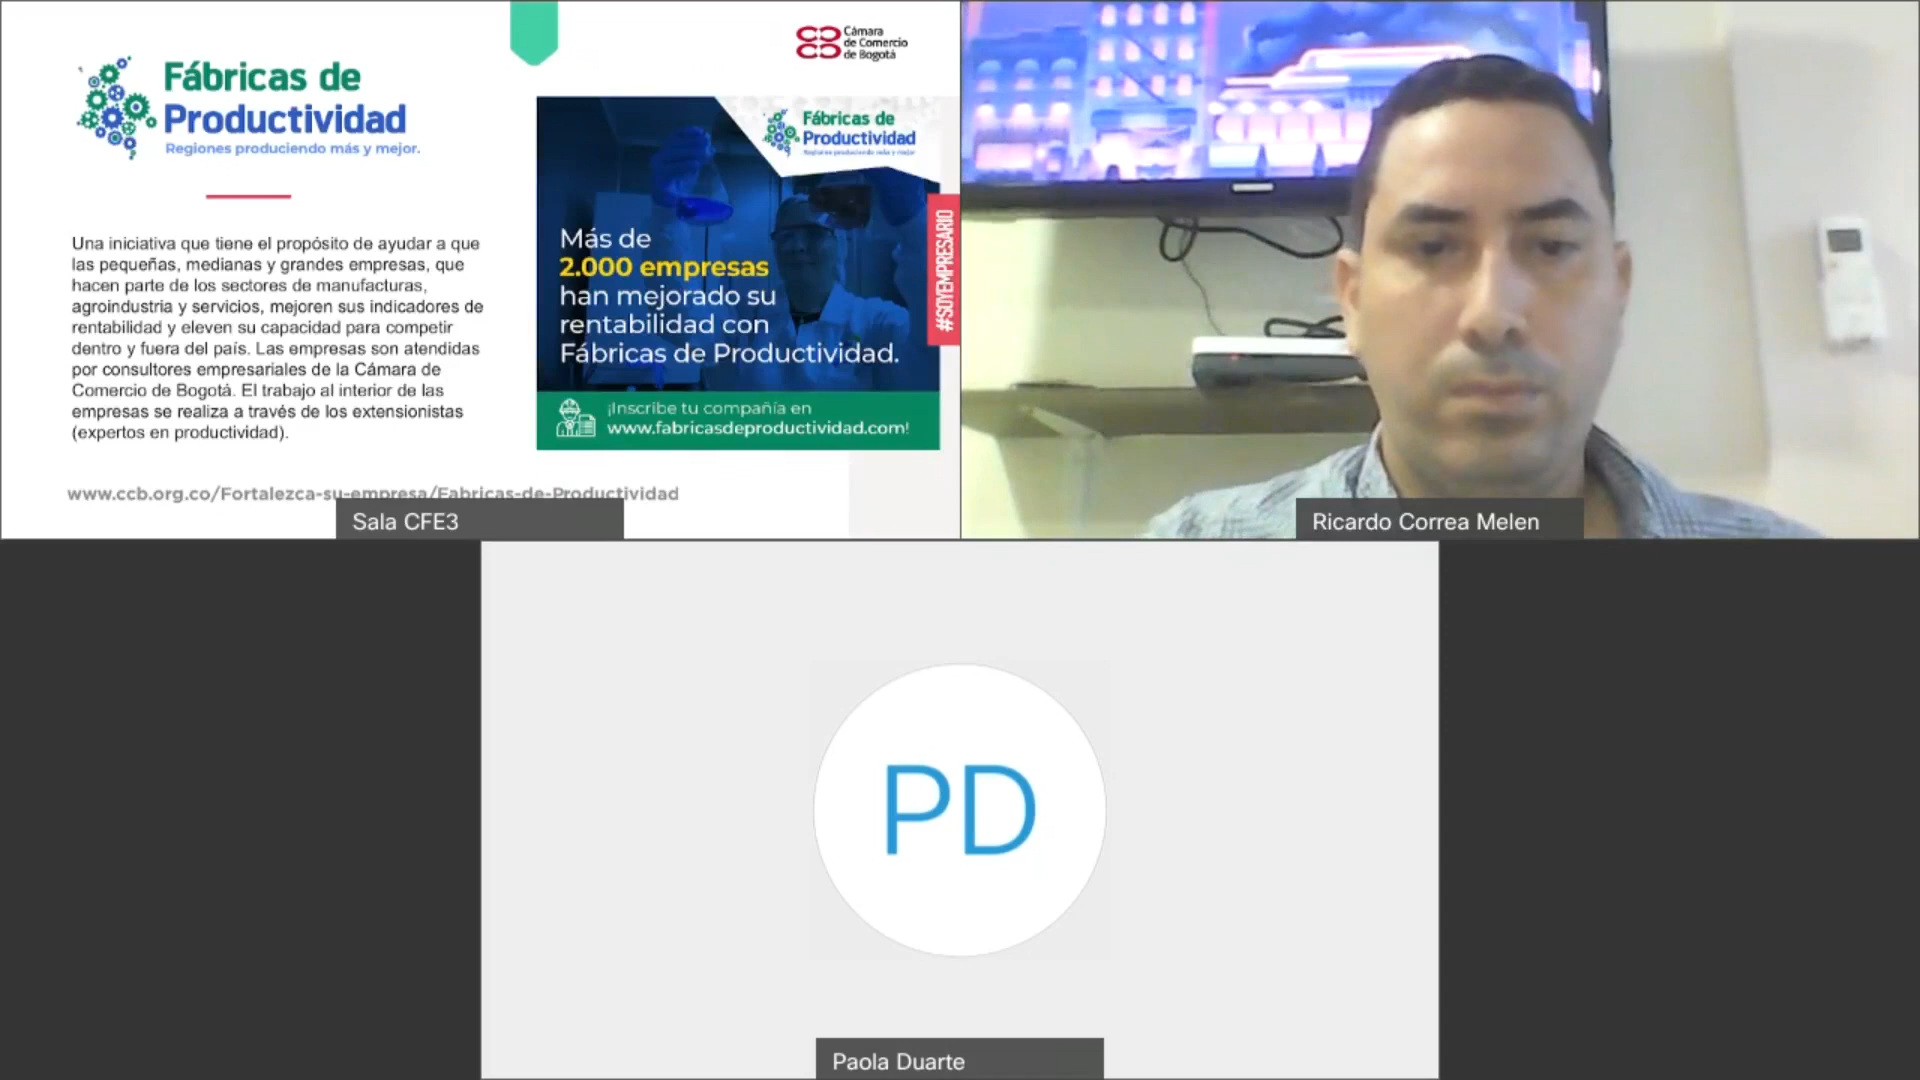 Fábricas de
Productividad
Regiones produciendo más y mejor.
Una iniciativa que tiene el propósito de ayudar a que
las pequeñas, medianas y grandes empresas, que
hacen parte de los sectores de manufacturas,
agroindustria y servicios, mejoren sus indicadores de
rentabilidad y eleven su capacidad para competir
dentro y fuera del país. Las empresas son atendidas
por consultores empresariales de la Cámara de
Comercio de Bogotá. El trabajo al interior de las
empresas se realiza a través de los extensionistas
(expertos en productividad).
www.ccb.org.co/Fortalezca-su-empresa/Fabricas-de-Productividad
Cámara
de Comercio
de Bogotá
Fábricas de
Productividad
Regiones produciendo más y mejor
Más de
2.000 empresas
han mejorado su
rentabilidad con
Fábricas de Productividad.
¡Inscribe tu compañía en
www.fabricasdeproductividad.com!
#SOYEMPRESARIO
Sala CFE3
Ricardo Correa Melen
PD
Paola Duarte